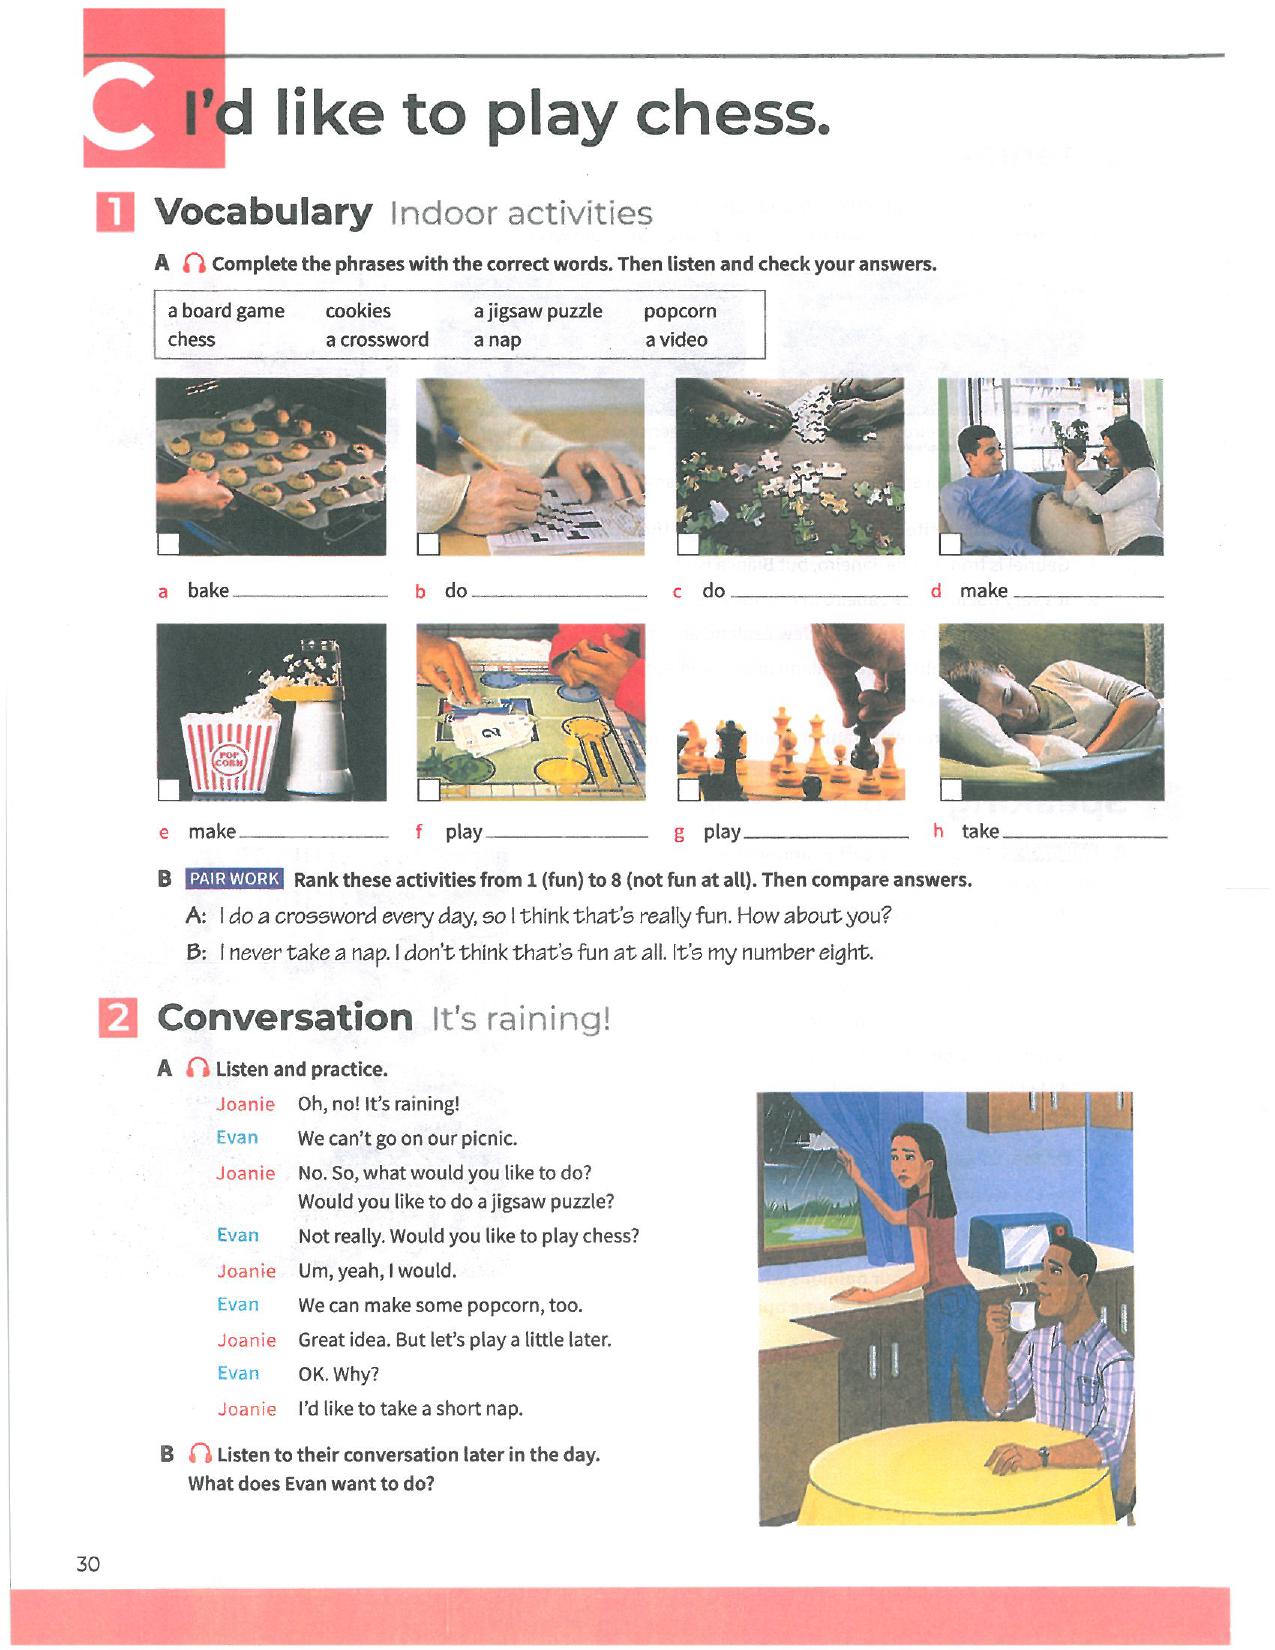 C I'd like to play chess.
1 Vocabulary Indoor activities
A Complete the phrases with the correct words. Then listen and check your answers.
a board game cookies a jigsaw puzzle popcorn
chess a crossword a nap a video
a bake
b do
c do
d make
POP
CORN
e make
f play
g play
h take
B PAIR WORK Rank these activities from 1 (fun) to 8 (not fun at all). Then compare answers.
A: I do a crossword every day, so I think that's really fun. How about you?
B: I never take a nap. I don't think that's fun at all. It's my number eight.
2 Conversation It's raining!
A Listen and practice.
Joanie Oh, no! It's raining!
Evan We can't go on our picnic.
Joanie No. So, what would you like to do?
Would you like to do a jigsaw puzzle?
Evan Not really. Would you like to play chess?
Joanie Um, yeah, I would.
Evan We can make some popcorn, too.
Joanie Great idea. But let's play a little later.
Evan OK. Why?
Joanie I'd like to take a short nap.
B Listen to their conversation later in the day.
What does Evan want to do?
30